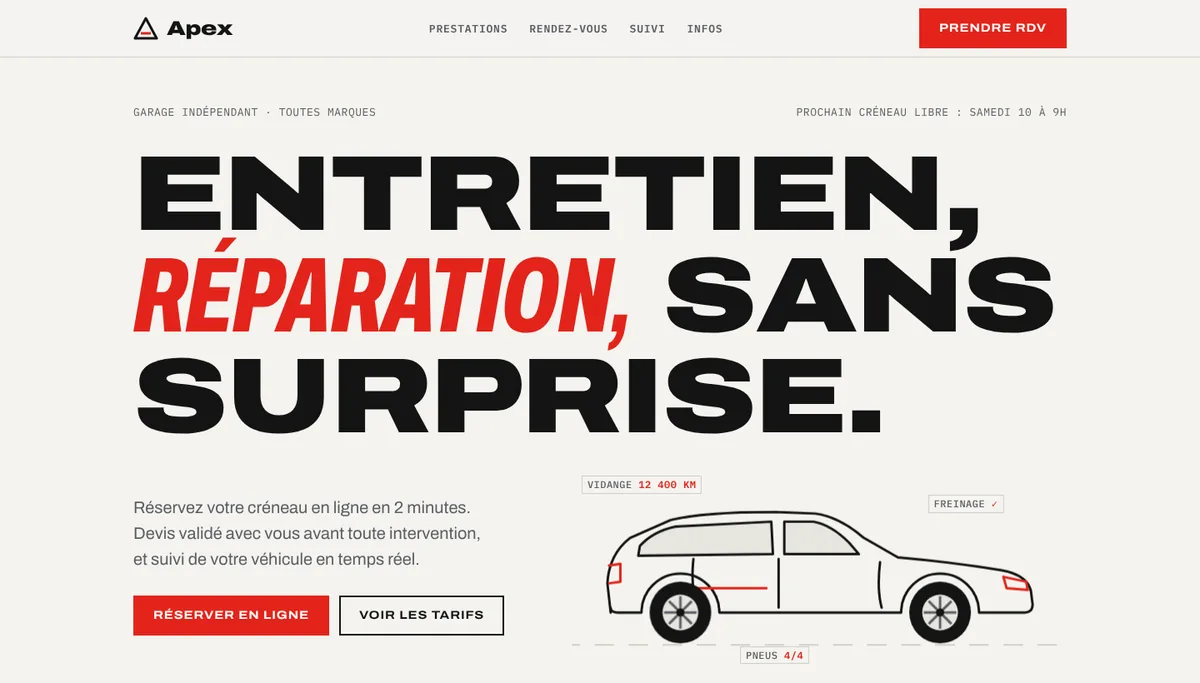 Apex
PRESTATIONS RENDEZ-VOUS SUIVI INFOS
PRENDRE RDV
GARAGE INDÉPENDANT · TOUTES MARQUES
PROCHAIN CRÉNEAU LIBRE : SAMEDI 10 À 9H
ENTRETIEN,
RÉPARATION, SANS
SURPRISE.
Réservez votre créneau en ligne en 2 minutes.
Devis validé avec vous avant toute intervention,
et suivi de votre véhicule en temps réel.
RÉSERVER EN LIGNE
VOIR LES TARIFS
VIDANGE 12 400 KM
FREINAGE ✓
PNEUS 4/4